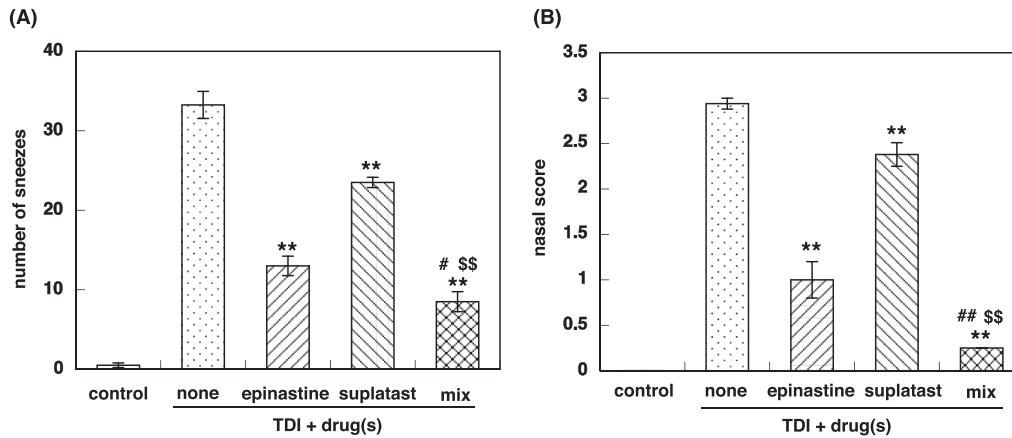 (A)
number of sneezes
40
30
20
10
0
**
**
# $$
**
control none epinastine suplatast mix
TDI + drug(s)
(B)
nasal score
3.5
3
2.5
2
1.5
1
0.5
0
**
**
## $$
**
control none epinastine suplatast mix
TDI + drug(s)